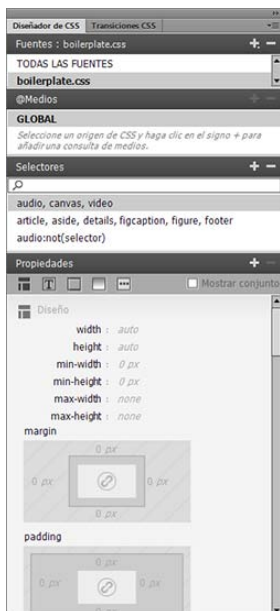 Diseñador de CSS Transiciones CSS
Fuentes : boilerplate.css
TODAS LAS FUENTES
boilerplate.css
@Medios
GLOBAL
Seleccione un origen de CSS y haga clic en el signo + para
añadir una consulta de medios.
Selectores
audio, canvas, video
article, aside, details, figcaption, figure, footer
audio:not(selector)
Propiedades
Mostrar conjunto
Diseño
width : auto
height : auto
min-width : 0 px
min-height : 0 px
max-width : none
max-height : none
margin
0 px
0 px 0 px
0 px
padding
0 px
0 px 0 px
0 px